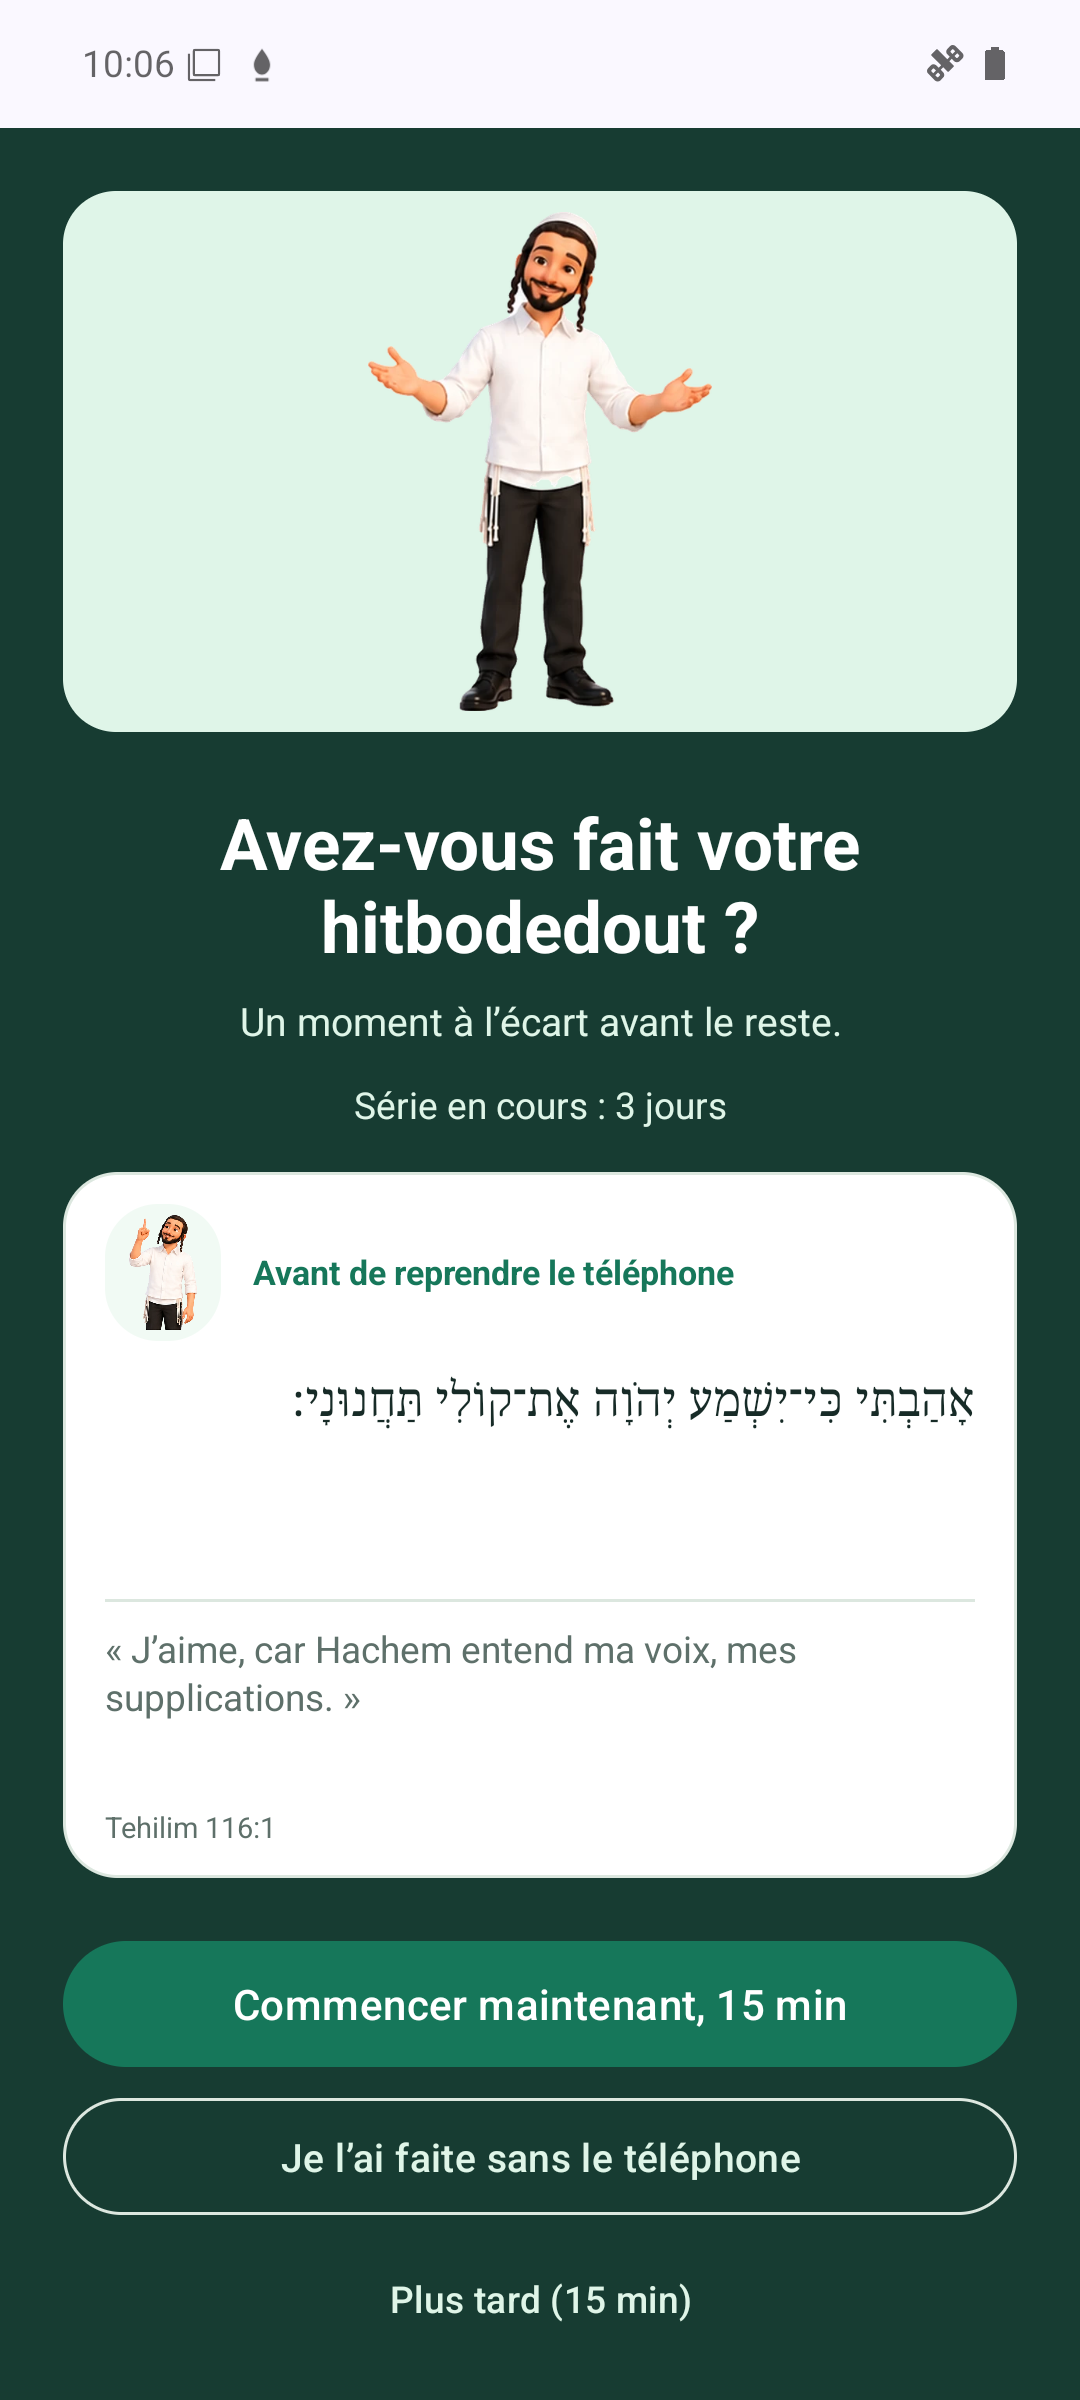 10:06
Avez-vous fait votre
hitbodedout ?
Un moment à l’écart avant le reste.
Série en cours : 3 jours
Avant de reprendre le téléphone
אָהַבְתִּי כִּי־יִשְׁמַע יְהֹוָה אֶת־קוֹלִי תַּחֲנוּנָי׃
« J’aime, car Hachem entend ma voix, mes
supplications. »
Tehilim 116:1
Commencer maintenant, 15 min
Je l’ai faite sans le téléphone
Plus tard (15 min)